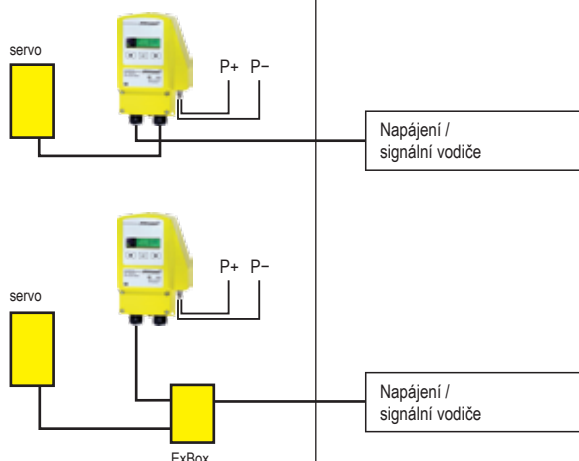 servo
P+ P−
Napájení /
signální vodiče
servo
P+ P−
Napájení /
signální vodiče
ExBox